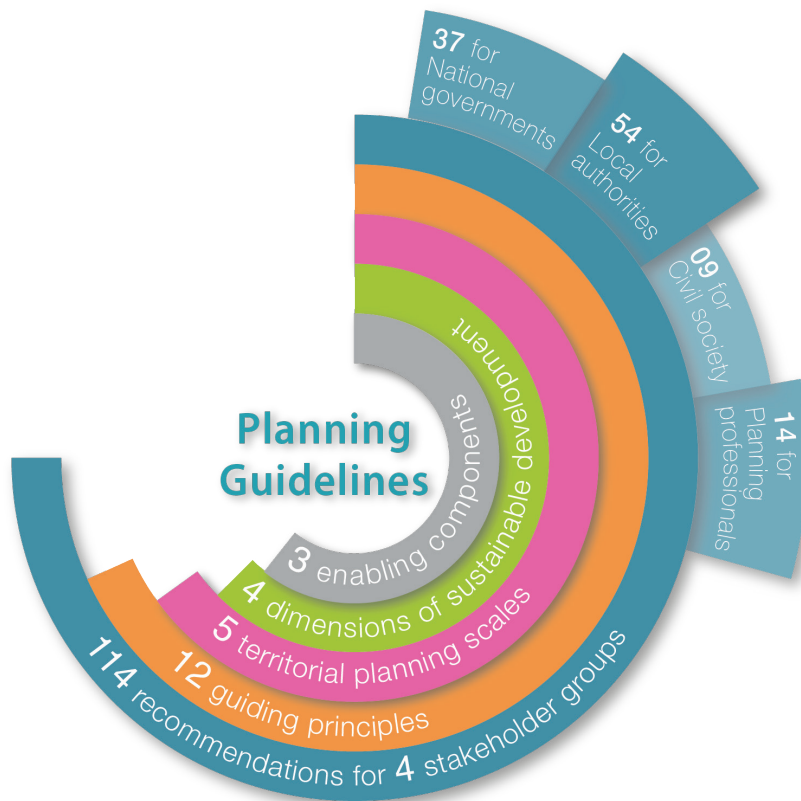 37 for
National
governments
54 for
Local
authorities
09 for
Civil society
14 for
Planning
professionals
Planning
Guidelines
3 enabling components
4 dimensions of sustainable development
5 territorial planning scales
12 guiding principles
114 recommendations for 4 stakeholder groups